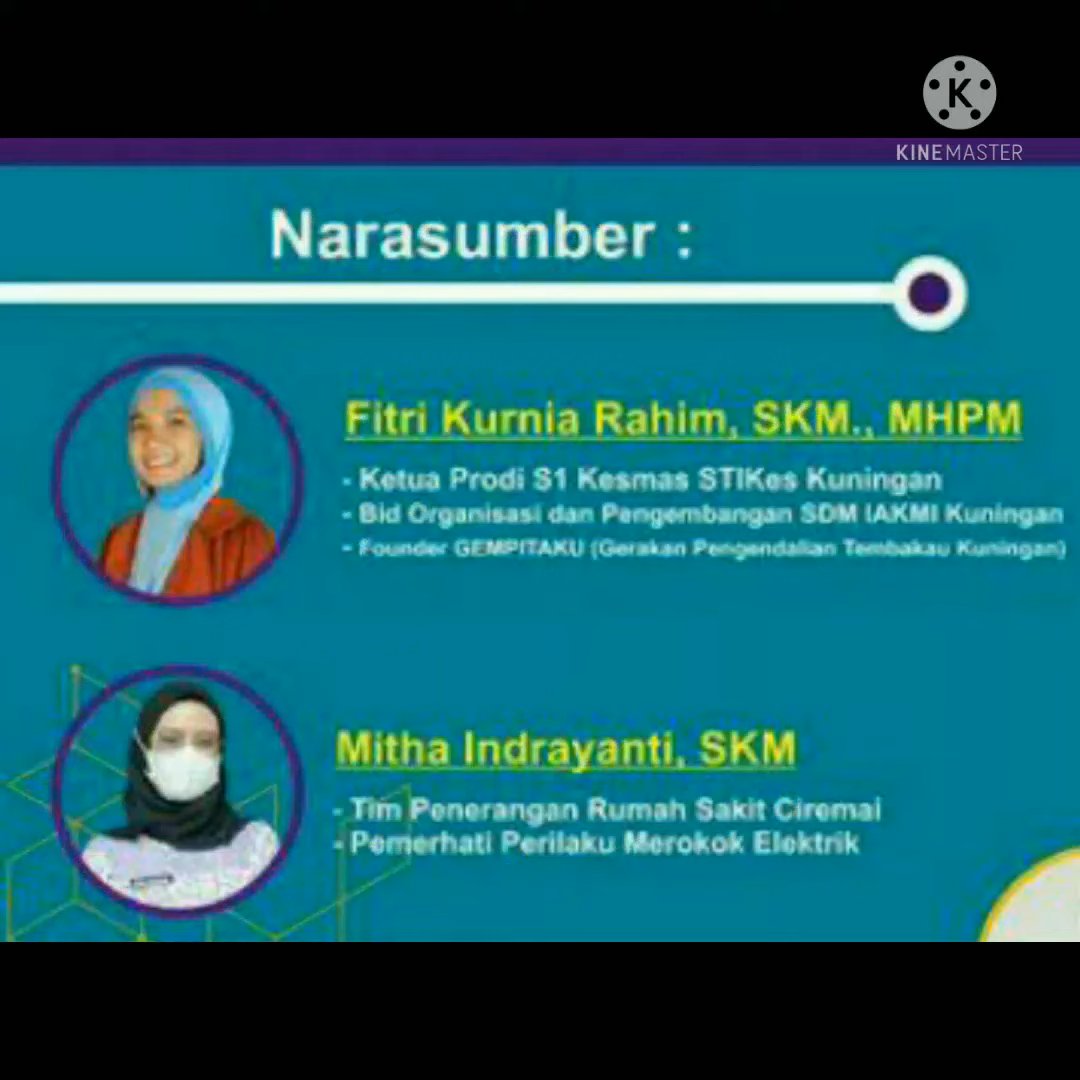 K
KINEMASTER
Narasumber :
Fitri Kurnia Rahim, SKM., MHPM
- Ketua Prodi S1 Kesmas STIKes Kuningan
- Bid Organisasi dan Pengembangan SDM IAKMI Kuningan
- Founder GEMPITAKU (Gerakan Pengendalian Tembakau Kuningan)
Mitha Indrayanti, SKM
- Tim Penerangan Rumah Sakit Ciremai
- Pemerhati Perilaku Merokok Elektrik